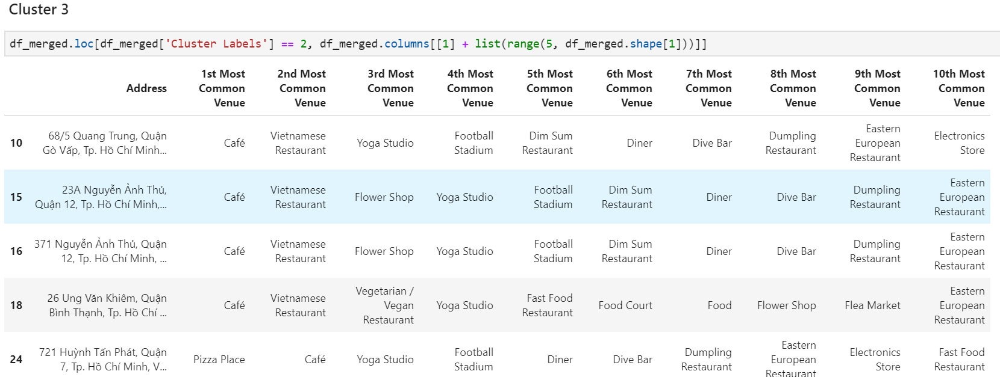 Cluster 3
df_merged.loc[df_merged['Cluster Labels'] == 2, df_merged.columns[[1] + list(range(5, df_merged.shape[1]))]]
Address 1st Most Common Venue 2nd Most Common Venue 3rd Most Common Venue 4th Most Common Venue 5th Most Common Venue 6th Most Common Venue 7th Most Common Venue 8th Most Common Venue 9th Most Common Venue 10th Most Common Venue
10 68/5 Quang Trung, Quận Gò Vấp, Tp. Hồ Chí Minh... Café Vietnamese Restaurant Yoga Studio Football Stadium Dim Sum Restaurant Diner Dive Bar Dumpling Restaurant Eastern European Restaurant Electronics Store
15 23A Nguyễn Ảnh Thủ, Quận 12, Tp. Hồ Chí Minh,... Café Vietnamese Restaurant Flower Shop Yoga Studio Football Stadium Dim Sum Restaurant Diner Dive Bar Dumpling Restaurant Eastern European Restaurant
16 371 Nguyễn Ảnh Thủ, Quận 12, Tp. Hồ Chí Minh, ... Café Vietnamese Restaurant Flower Shop Yoga Studio Football Stadium Dim Sum Restaurant Diner Dive Bar Dumpling Restaurant Eastern European Restaurant
18 26 Ung Văn Khiêm, Quận Bình Thạnh, Tp. Hồ Chí ... Café Vietnamese Restaurant Vegetarian / Vegan Restaurant Yoga Studio Fast Food Restaurant Food Court Food Flower Shop Flea Market Eastern European Restaurant
24 721 Huỳnh Tấn Phát, Quận 7, Tp. Hồ Chí Minh, V... Pizza Place Café Yoga Studio Football Stadium Diner Dive Bar Dumpling Restaurant Eastern European Restaurant Electronics Store Fast Food Restaurant